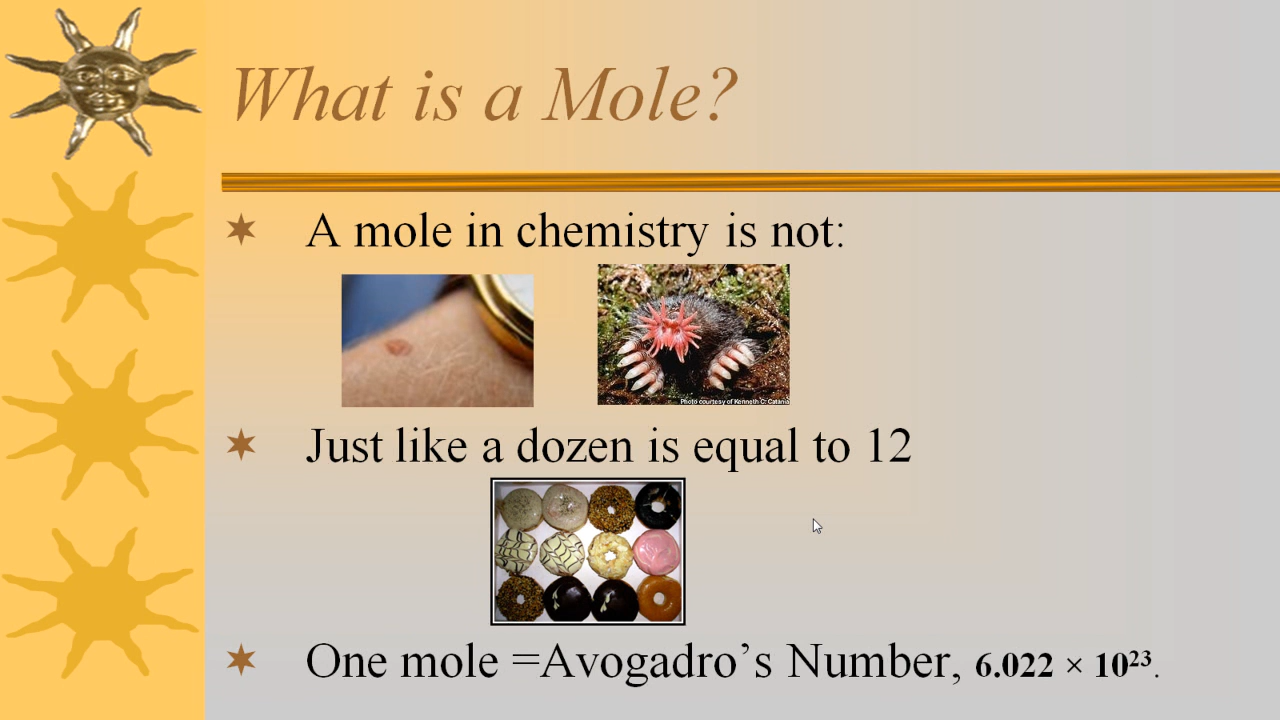 What is a Mole?
A mole in chemistry is not:
Photo courtesy of Kenneth C. Catania
Just like a dozen is equal to 12
One mole =Avogadro’s Number, 6.022 × 10²³.